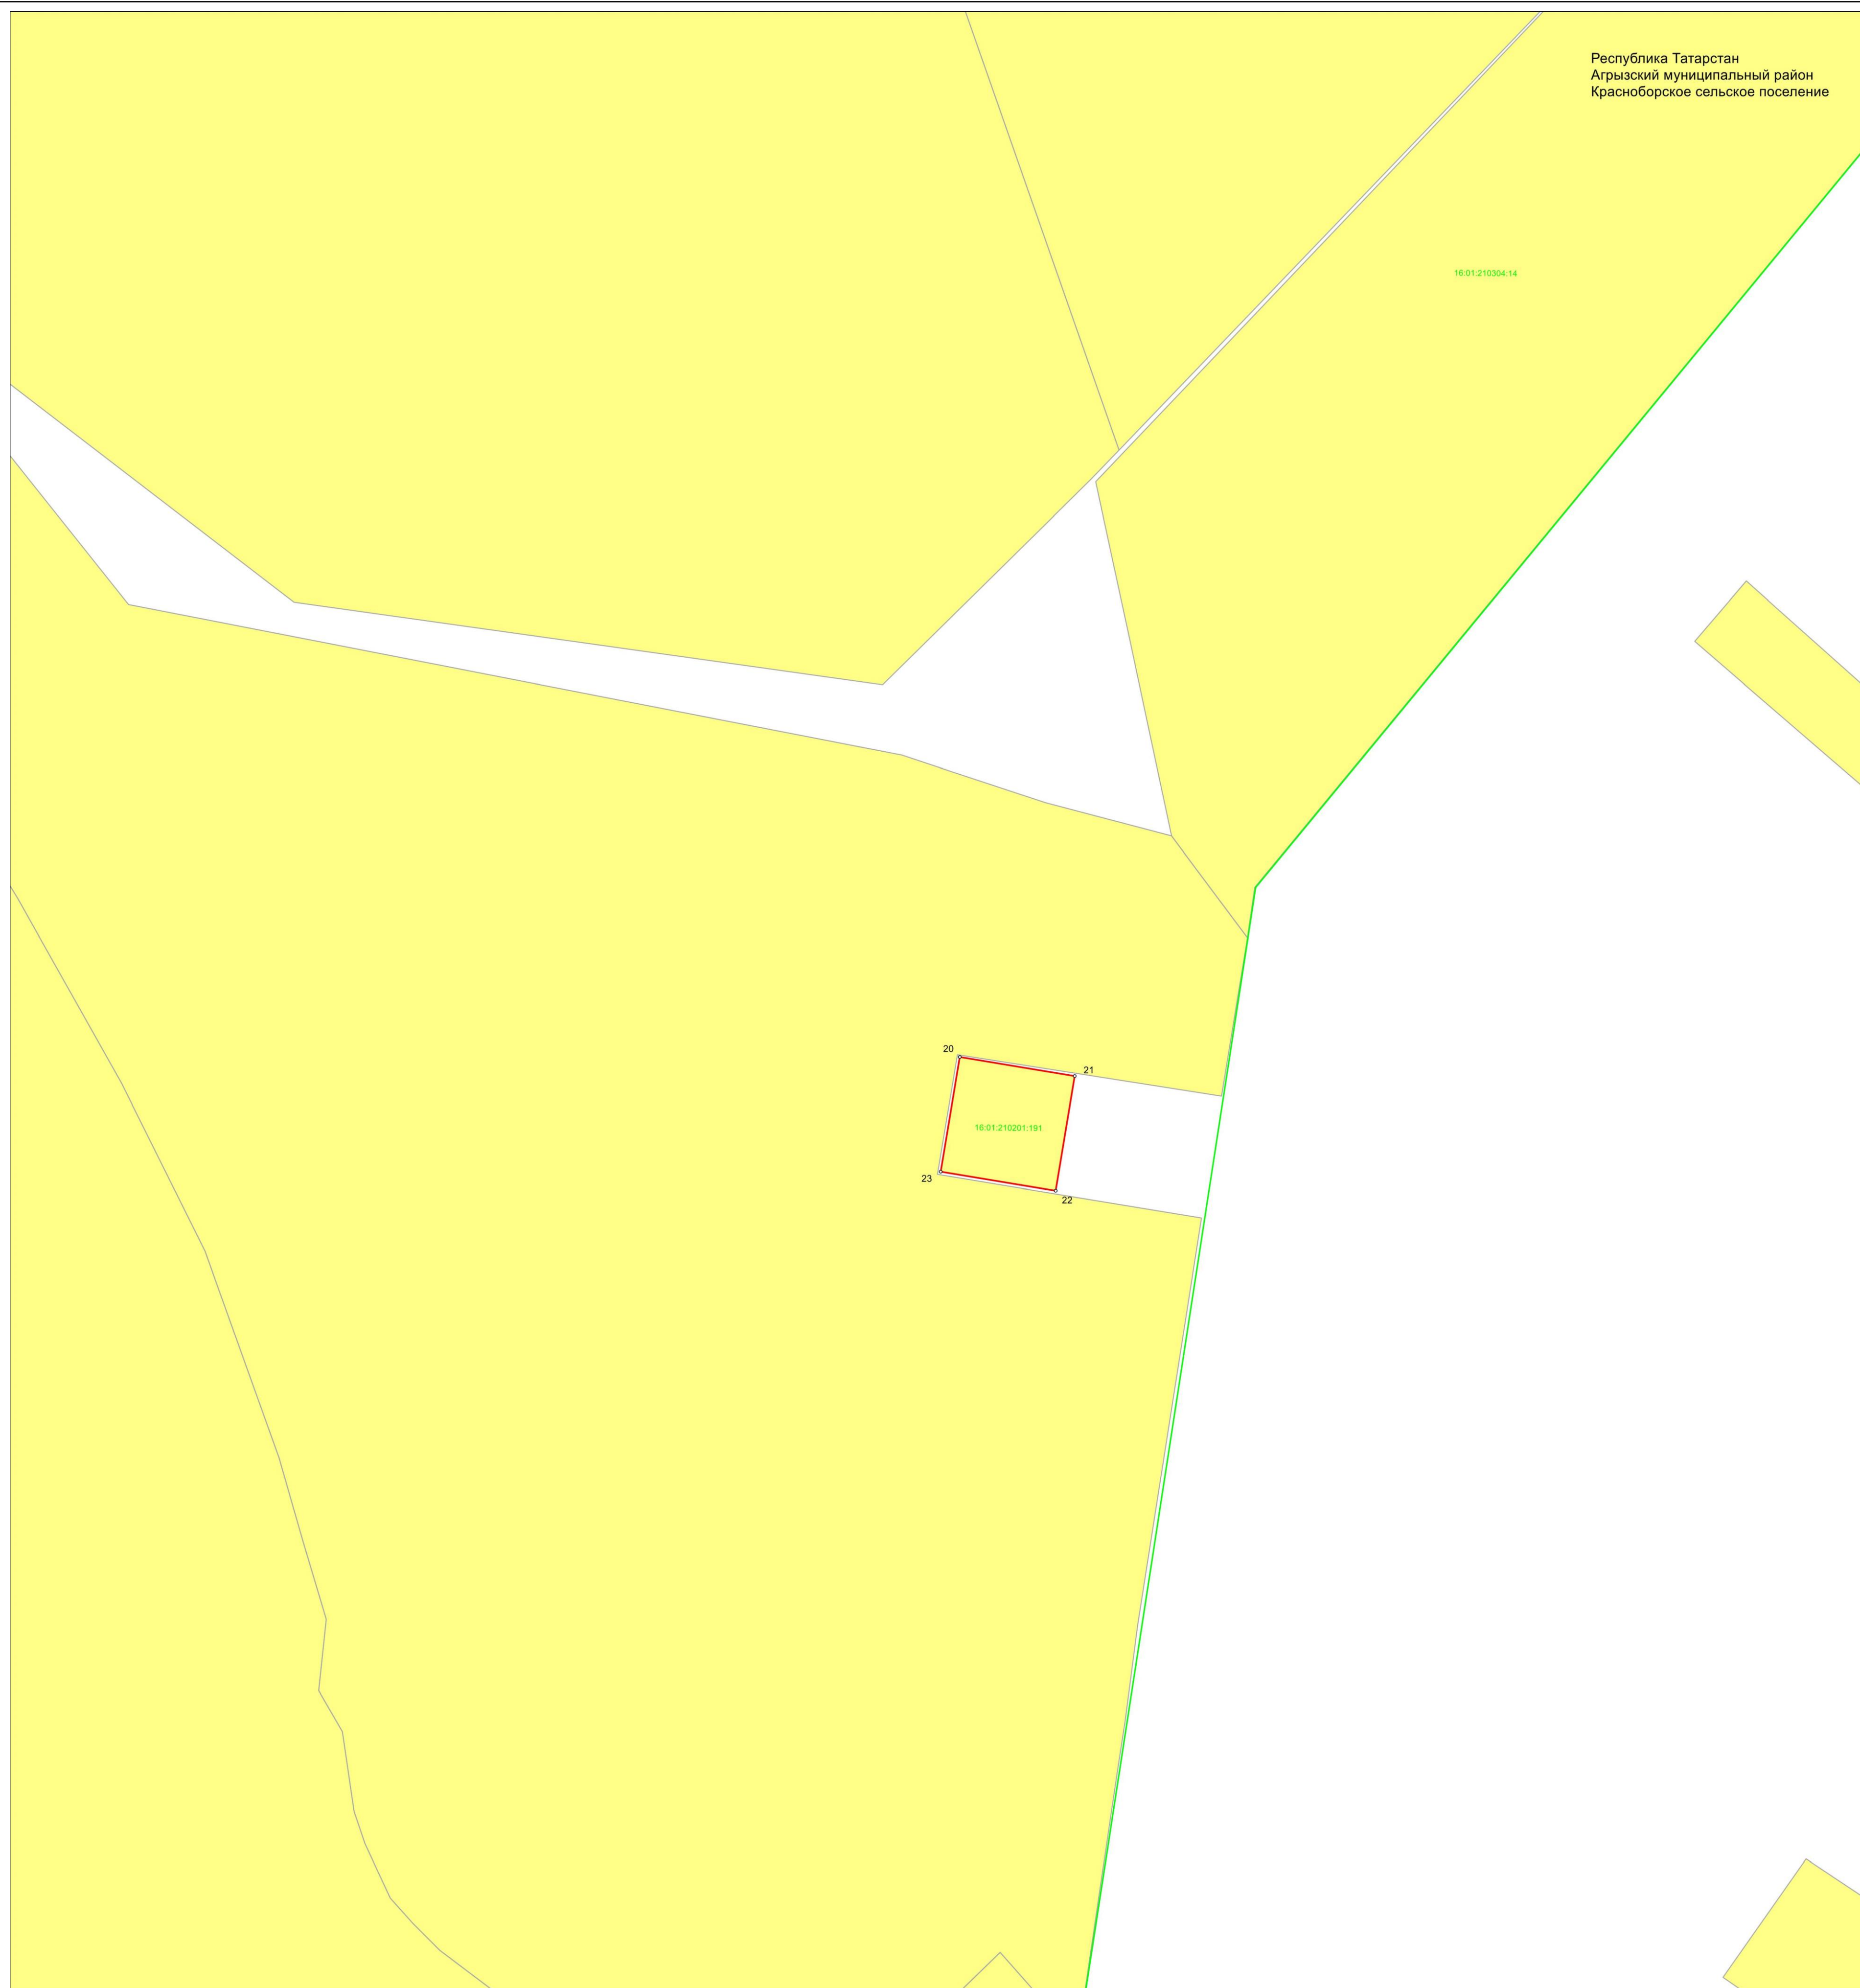 Республика Татарстан
Агрызский муниципальный район
Красноборское сельское поселение
16:01:210304:14
20
21
16:01:210201:191
23
22